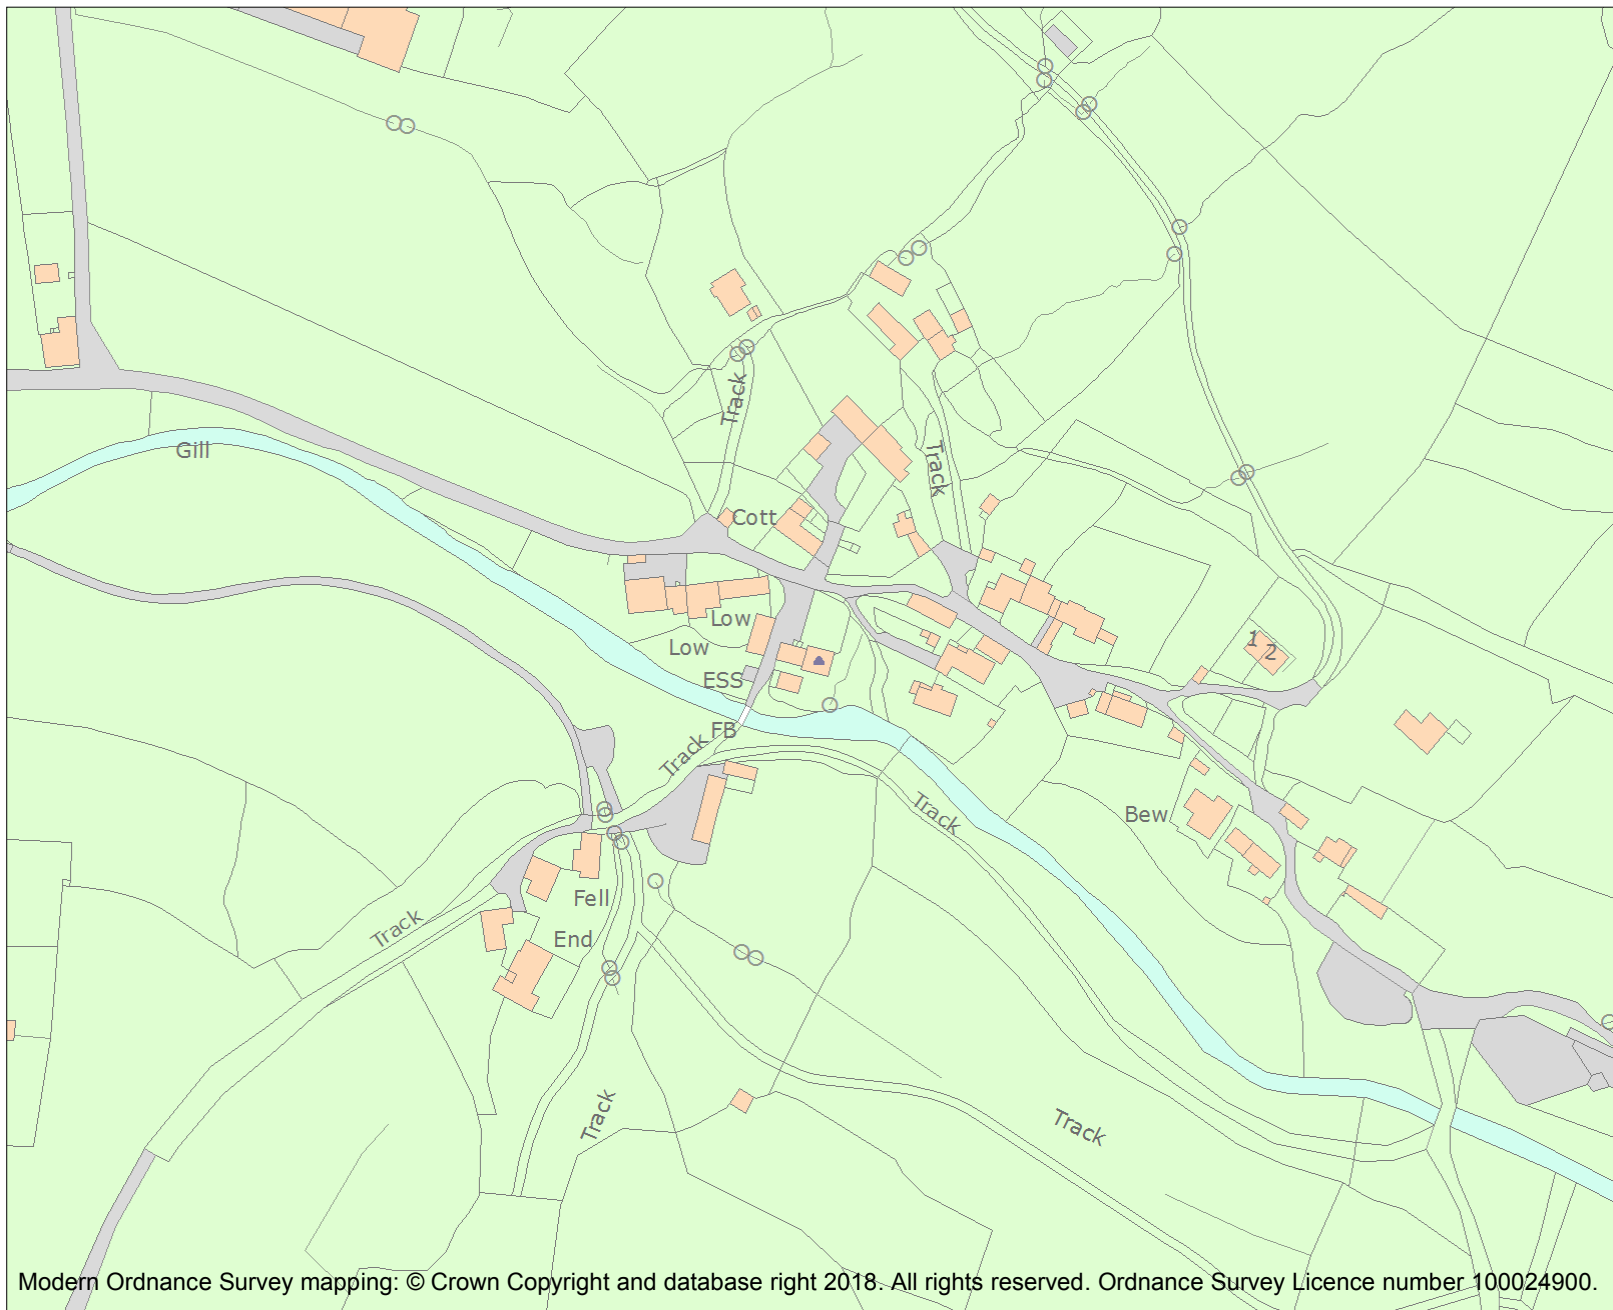 Track
Gill
Track
Cott
Low
Low
1 2
ESS
FB
Track
Track
Bew
Fell
End
Track
Track
Track
Modern Ordnance Survey mapping: © Crown Copyright and database right 2018. All rights reserved. Ordnance Survey Licence number 100024900.